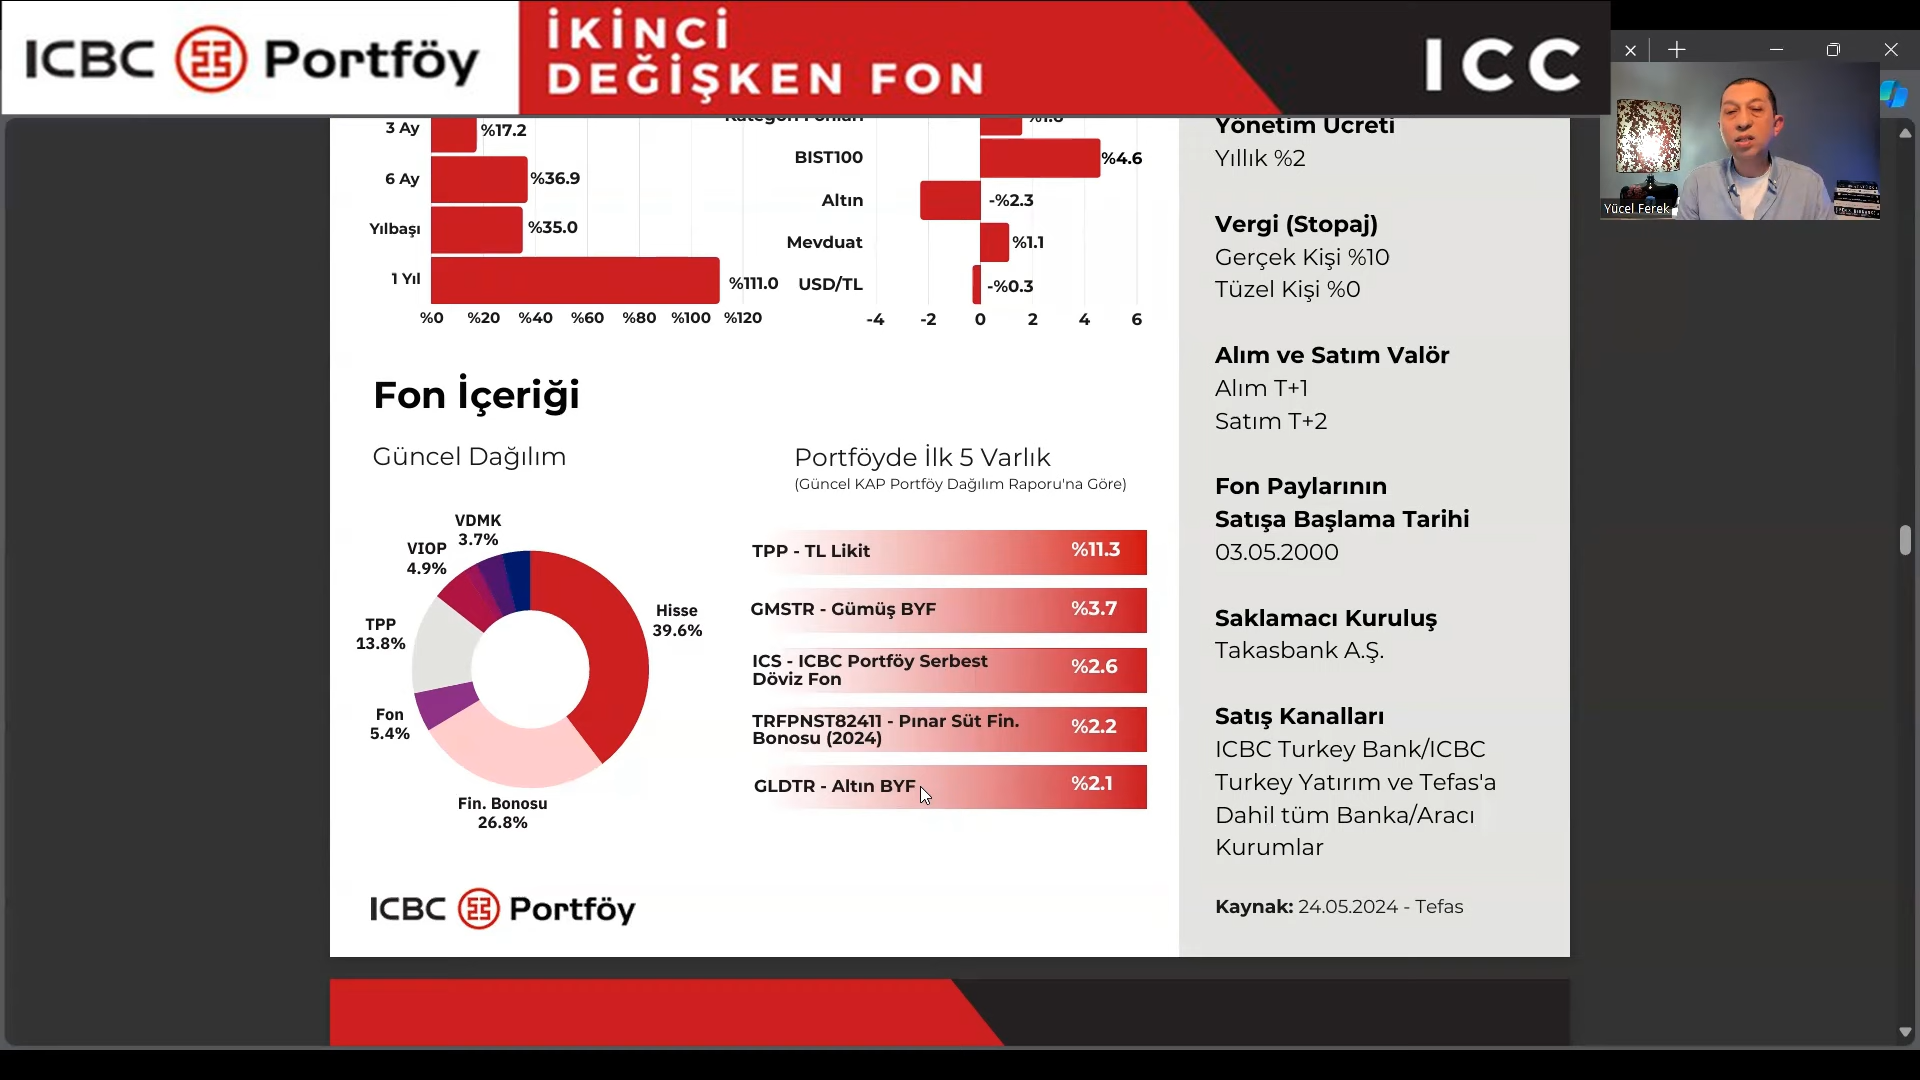 ICBC Portföy
İKİNCİ
DEĞİŞKEN FON
ICC
Yücel Ferek
3 Ay
%17.2
6 Ay
%36.9
Yılbaşı
%35.0
1 Yıl
%111.0
%0 %20 %40 %60 %80 %100 %120
Kategori Fonları
%1.6
BIST100
%4.6
Altın
-%2.3
Mevduat
%1.1
USD/TL
-%0.3
-4 -2 0 2 4 6
Fon İçeriği
Güncel Dağılım
VDMK
3.7%
VIOP
4.9%
TPP
13.8%
Fon
5.4%
Fin. Bonosu
26.8%
Hisse
39.6%
Portföyde İlk 5 Varlık
(Güncel KAP Portföy Dağılım Raporu'na Göre)
TPP - TL Likit %11.3
GMSTR - Gümüş BYF %3.7
ICS - ICBC Portföy Serbest
Döviz Fon
%2.6
TRFPNST82411 - Pınar Süt Fin.
Bonosu (2024)
%2.2
GLDTR - Altın BYF %2.1
ICBC Portföy
Yönetim Ücreti
Yıllık %2
Vergi (Stopaj)
Gerçek Kişi %10
Tüzel Kişi %0
Alım ve Satım Valör
Alım T+1
Satım T+2
Fon Paylarının
Satışa Başlama Tarihi
03.05.2000
Saklamacı Kuruluş
Takasbank A.Ş.
Satış Kanalları
ICBC Turkey Bank/ICBC
Turkey Yatırım ve Tefas'a
Dahil tüm Banka/Aracı
Kurumlar
Kaynak: 24.05.2024 - Tefas